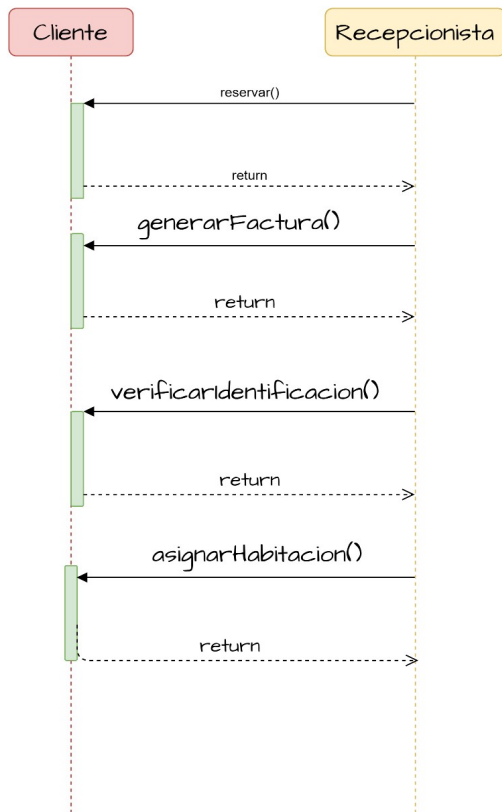 Cliente
Recepcionista
reservar()
return
generarFactura()
return
verificarIdentificacion()
return
asignarHabitacion()
return